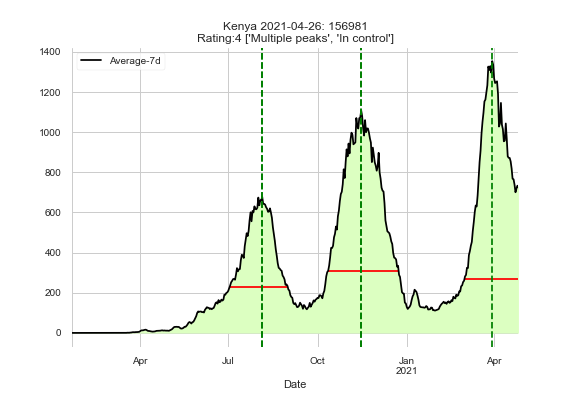 Kenya 2021-04-26: 156981
Rating:4 ['Multiple peaks', 'In control']
Average-7d
1400
1200
1000
800
600
400
200
0
Apr
Jul
Oct
Jan
2021
Apr
Date